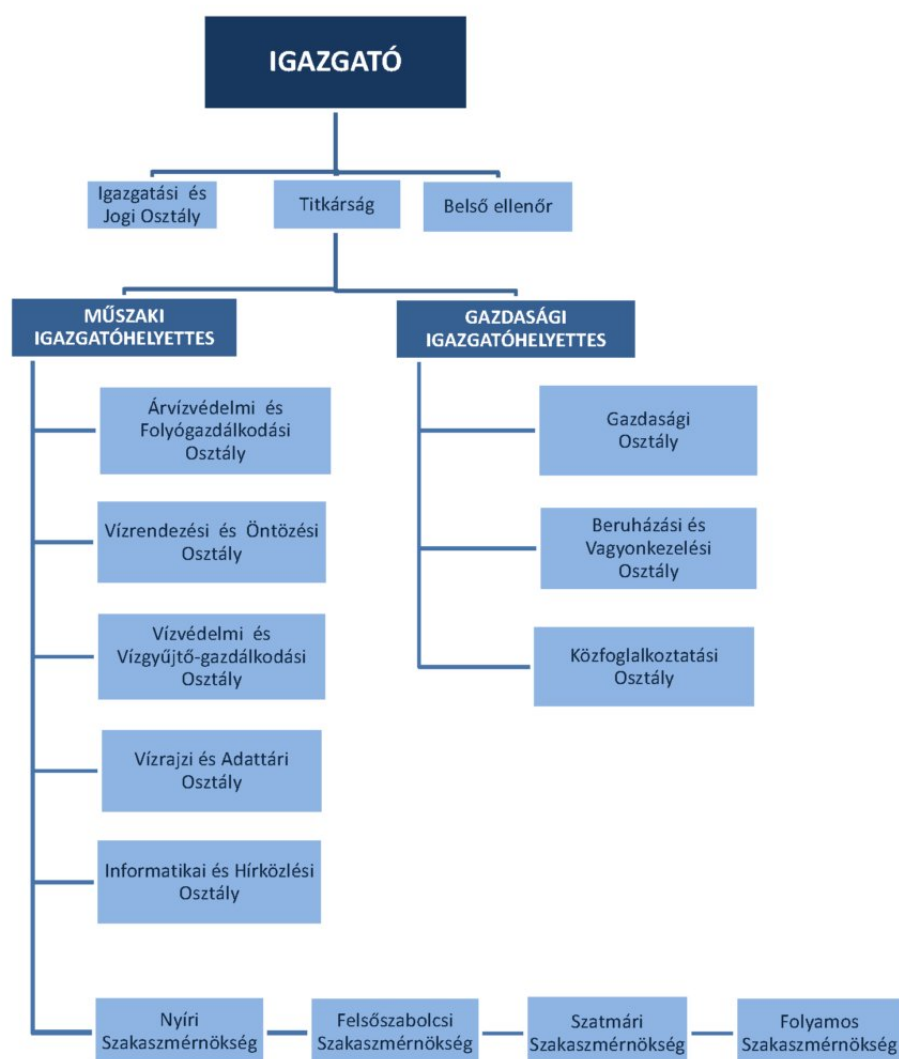 IGAZGATÓ
Igazgatási és
Jogi Osztály
Titkárság
Belső ellenőr
MŰSZAKI
IGAZGATÓHELYETTES
GAZDASÁGI
IGAZGATÓHELYETTES
Árvízvédelmi és
Folyógazdálkodási
Osztály
Vízrendezési és Öntözési
Osztály
Vízvédelmi és
Vízgyűjtő-gazdálkodási
Osztály
Vízrajzi és Adattári
Osztály
Informatikai és Hírközlési
Osztály
Gazdasági
Osztály
Beruházási és
Vagyonkezelési
Osztály
Közfoglalkoztatási
Osztály
Nyíri
Szakaszmérnökség
Felsőszabolcsi
Szakaszmérnökség
Szatmári
Szakaszmérnökség
Folyamos
Szakaszmérnökség